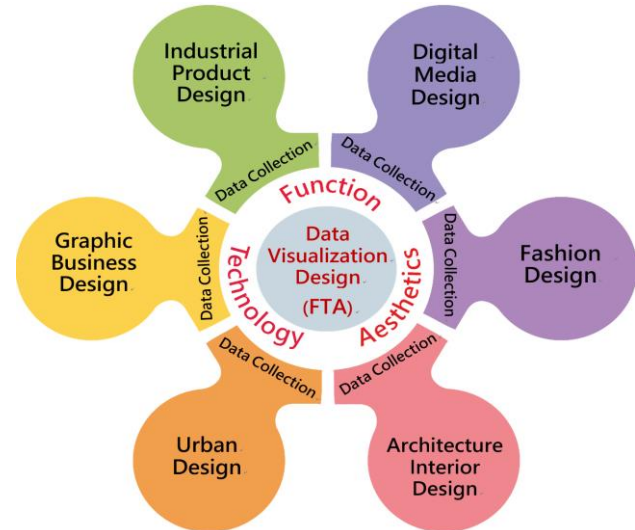 Industrial
Product
Design
Digital
Media
Design
Data Collection
Data Collection
Function
Graphic
Business
Design
Data Collection
Technology
Data
Visualization
Design
(FTA)
Aesthetics
Data Collection
Fashion
Design
Data Collection
Data Collection
Urban
Design
Architecture
Interior
Design